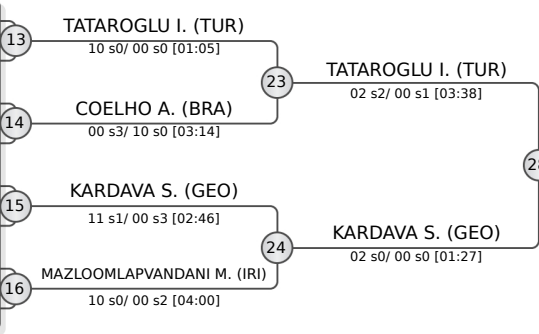 TATAROGLU I. (TUR)
13
10 s0/ 00 s0 [01:05]
23
TATAROGLU I. (TUR)
02 s2/ 00 s1 [03:38]
COELHO A. (BRA)
14
00 s3/ 10 s0 [03:14]
KARDAVA S. (GEO)
15
11 s1/ 00 s3 [02:46]
24
KARDAVA S. (GEO)
02 s0/ 00 s0 [01:27]
MAZLOOMLAPVANDANI M. (IRI)
16
10 s0/ 00 s2 [04:00]